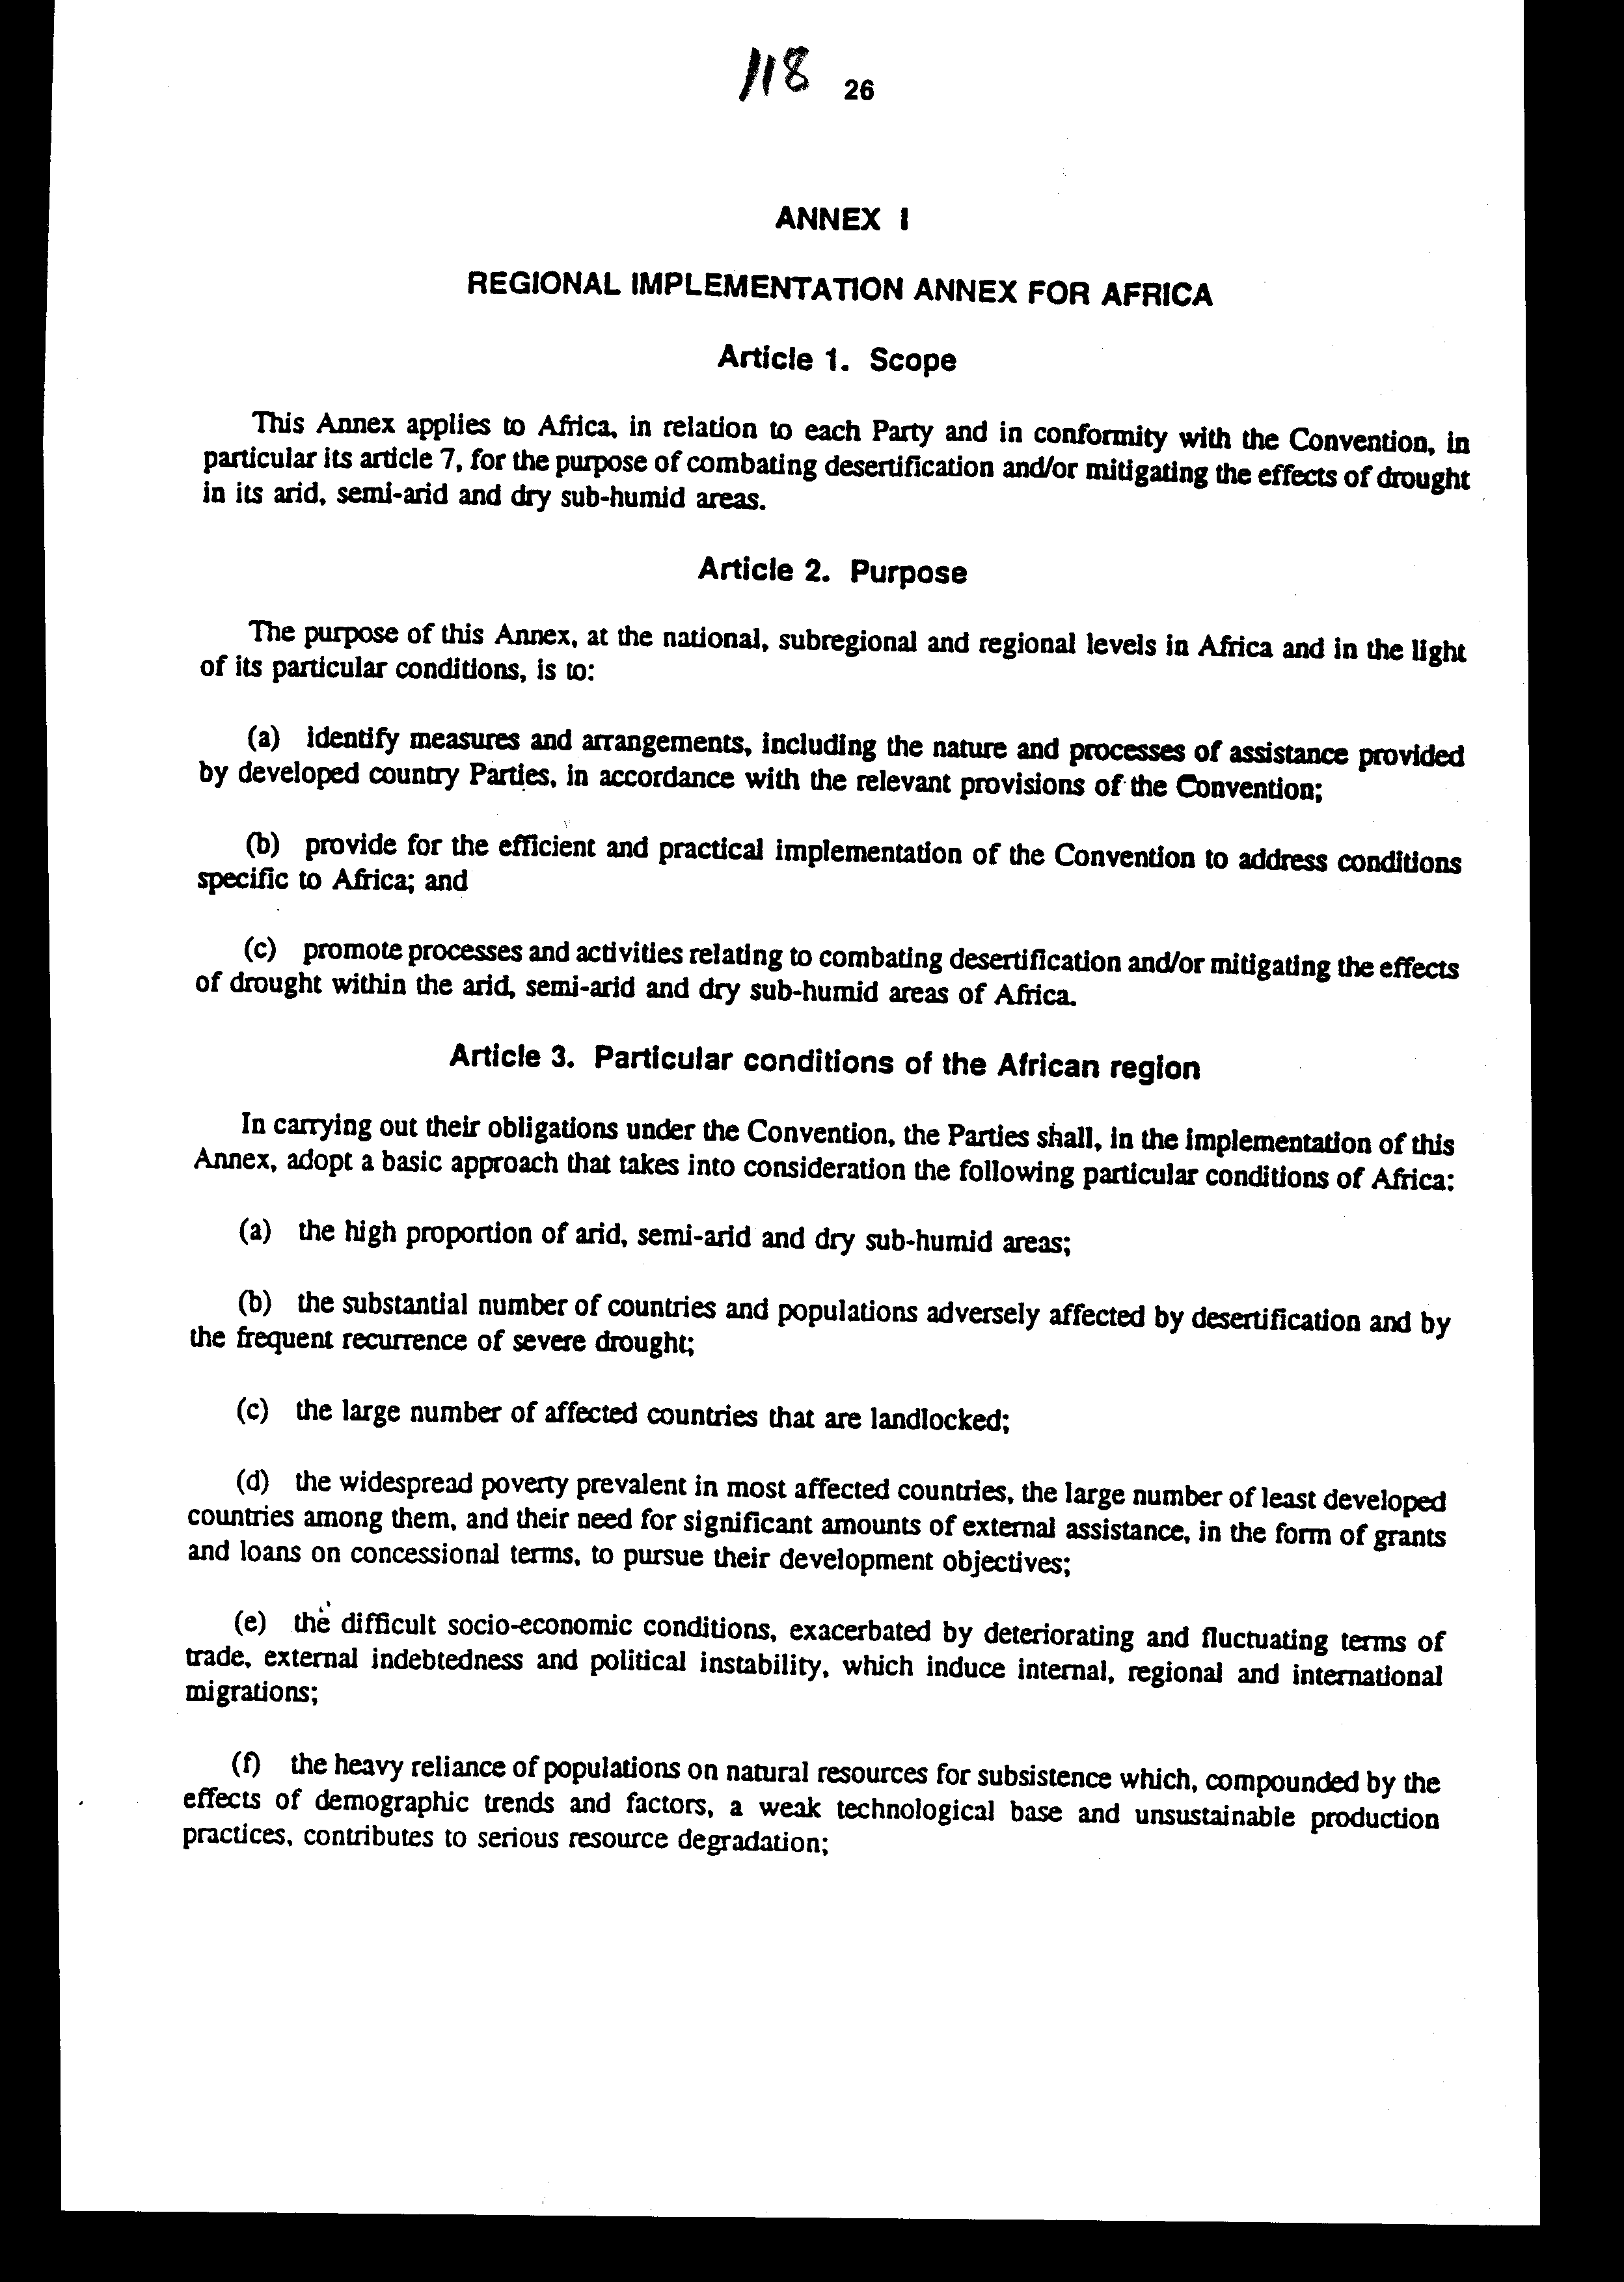 118 26
ANNEX I
REGIONAL IMPLEMENTATION ANNEX FOR AFRICA
Article 1. Scope
This Annex applies to Africa, in relation to each Party and in conformity with the Convention, in
particular its article 7, for the purpose of combating desertification and/or mitigating the effects of drought
in its arid, semi-arid and dry sub-humid areas.
Article 2. Purpose
The purpose of this Annex, at the national, subregional and regional levels in Africa and in the light
of its particular conditions, is to:
(a) identify measures and arrangements, including the nature and processes of assistance provided
by developed country Parties, in accordance with the relevant provisions of the Convention;
(b) provide for the efficient and practical implementation of the Convention to address conditions
specific to Africa; and
(c) promote processes and activities relating to combating desertification and/or mitigating the effects
of drought within the arid, semi-arid and dry sub-humid areas of Africa.
Article 3. Particular conditions of the African region
In carrying out their obligations under the Convention, the Parties shall, in the implementation of this
Annex, adopt a basic approach that takes into consideration the following particular conditions of Africa:
(a) the high proportion of arid, semi-arid and dry sub-humid areas;
(b) the substantial number of countries and populations adversely affected by desertification and by
the frequent recurrence of severe drought;
(c) the large number of affected countries that are landlocked;
(d) the widespread poverty prevalent in most affected countries, the large number of least developed
countries among them, and their need for significant amounts of external assistance, in the form of grants
and loans on concessional terms, to pursue their development objectives;
(e) the difficult socio-economic conditions, exacerbated by deteriorating and fluctuating terms of
trade, external indebtedness and political instability, which induce internal, regional and international
migrations;
(f) the heavy reliance of populations on natural resources for subsistence which, compounded by the
effects of demographic trends and factors, a weak technological base and unsustainable production
practices, contributes to serious resource degradation;